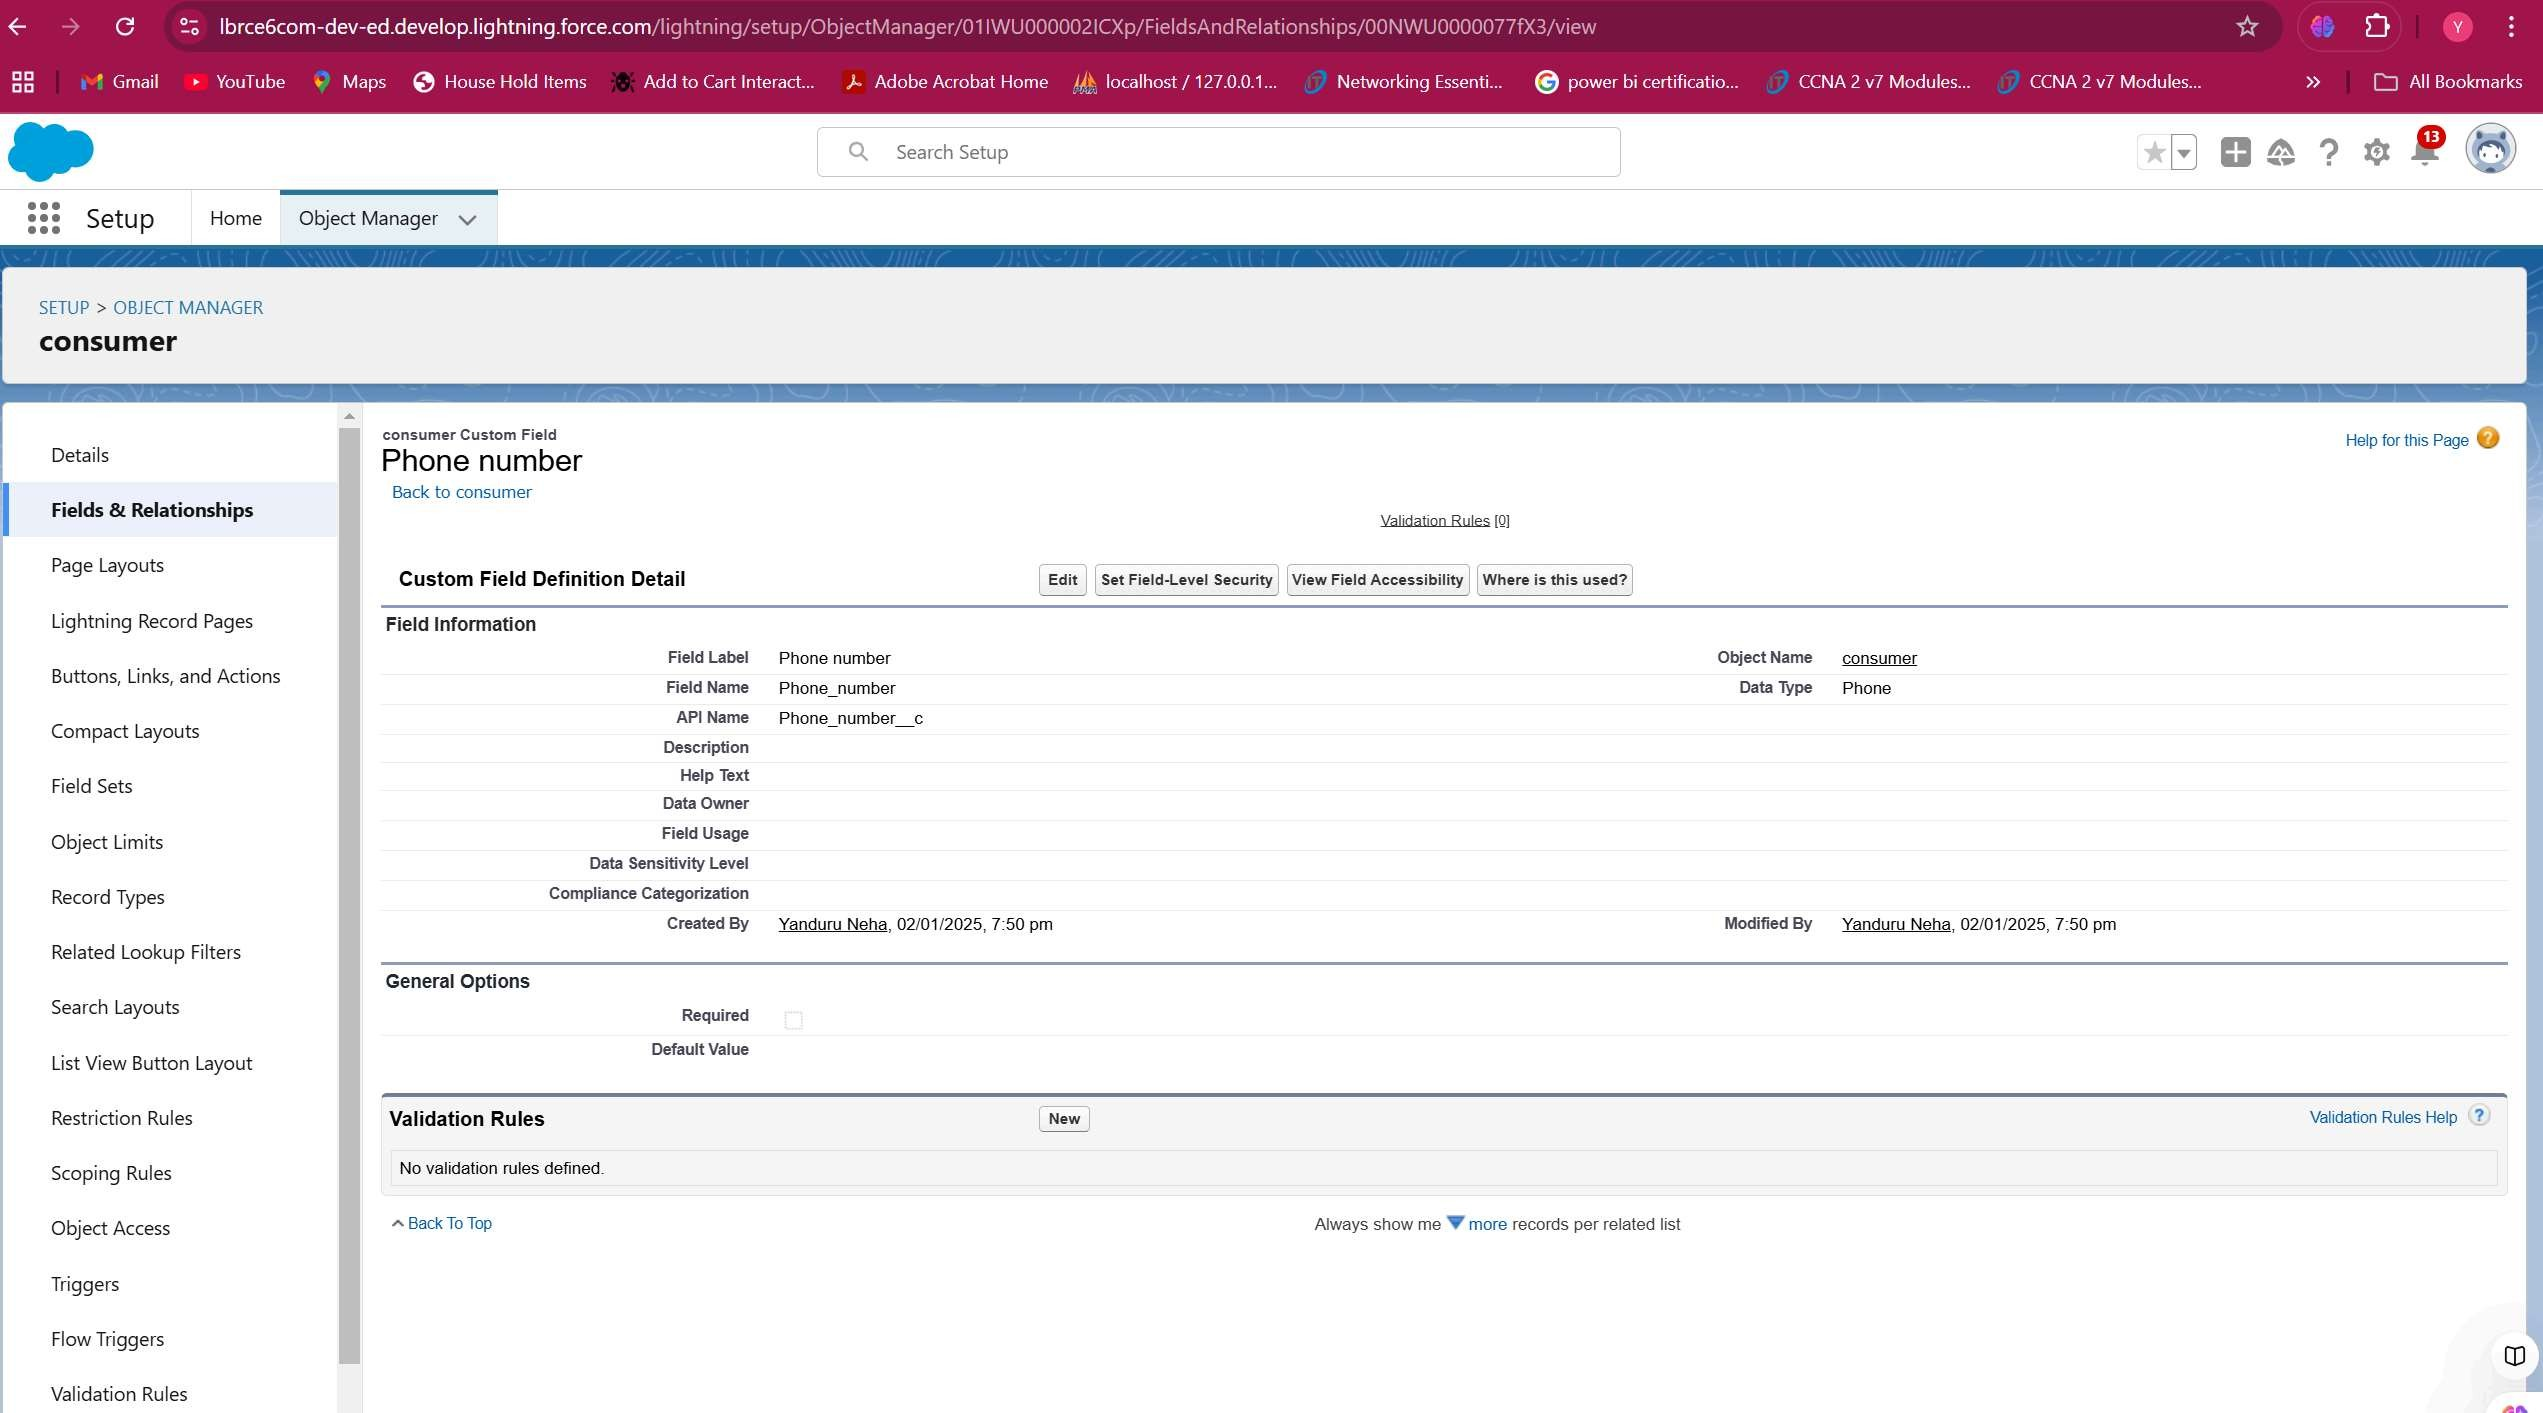 lbrce6com-dev-ed.develop.lightning.force.com/lightning/setup/ObjectManager/01IWU000002ICXp/FieldsAndRelationships/00NWU0000077fX3/view
Y
Gmail YouTube Maps House Hold Items Add to Cart Interact... Adobe Acrobat Home localhost / 127.0.0.1... Networking Essenti... power bi certificatio... CCNA 2 v7 Modules... CCNA 2 v7 Modules... » All Bookmarks
Search Setup
13
Setup Home Object Manager
SETUP > OBJECT MANAGER
consumer
Details
Fields & Relationships
Page Layouts
Lightning Record Pages
Buttons, Links, and Actions
Compact Layouts
Field Sets
Object Limits
Record Types
Related Lookup Filters
Search Layouts
List View Button Layout
Restriction Rules
Scoping Rules
Object Access
Triggers
Flow Triggers
Validation Rules
consumer Custom Field
Phone number
Back to consumer
Help for this Page ?
Validation Rules [0]
Custom Field Definition Detail Edit Set Field-Level Security View Field Accessibility Where is this used?
Field Information
Field Label Phone number Object Name consumer
Field Name Phone_number Data Type Phone
API Name Phone_number__c
Description
Help Text
Data Owner
Field Usage
Data Sensitivity Level
Compliance Categorization
Created By Yanduru Neha, 02/01/2025, 7:50 pm Modified By Yanduru Neha, 02/01/2025, 7:50 pm
General Options
Required
Default Value
Validation Rules New Validation Rules Help ?
No validation rules defined.
Back To Top Always show me more records per related list